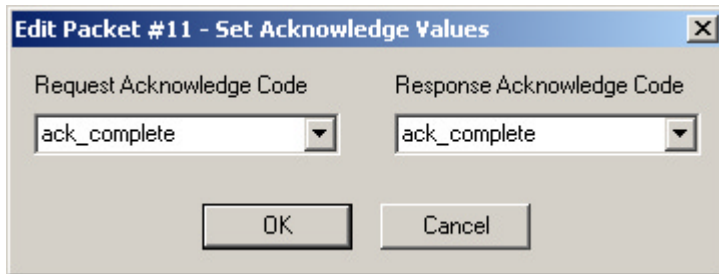 Edit Packet #11 - Set Acknowledge Values
Request Acknowledge Code Response Acknowledge Code
ack_complete ack_complete
OK Cancel